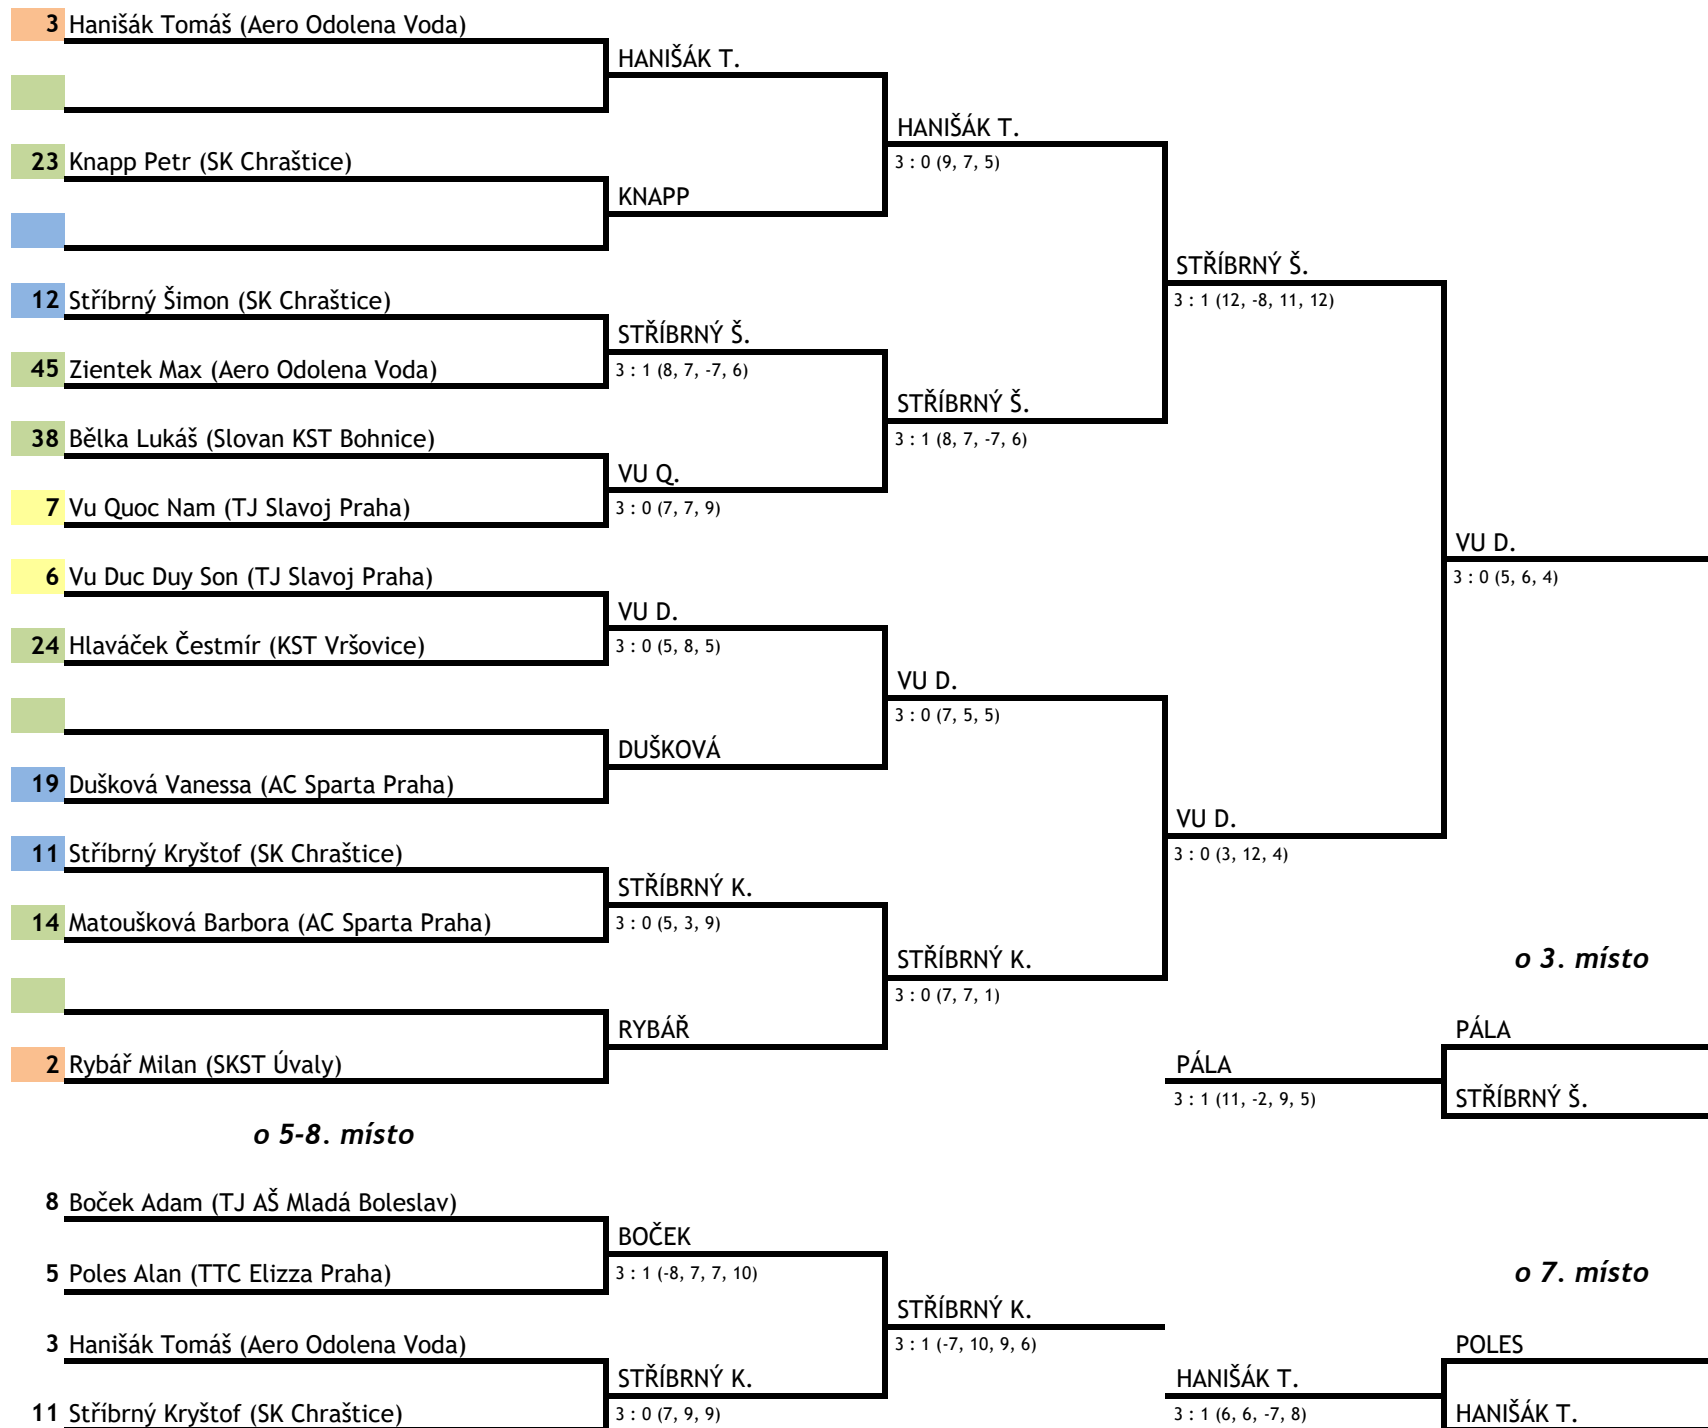 3 Hanišák Tomáš (Aero Odolena Voda)
HANIŠÁK T.
HANIŠÁK T.
23 Knapp Petr (SK Chraštice)
3 : 0 (9, 7, 5)
KNAPP
STŘÍBRNÝ Š.
12 Stříbrný Šimon (SK Chraštice)
3 : 1 (12, -8, 11, 12)
STŘÍBRNÝ Š.
45 Zientek Max (Aero Odolena Voda)
3 : 1 (8, 7, -7, 6)
STŘÍBRNÝ Š.
38 Bělka Lukáš (Slovan KST Bohnice)
3 : 1 (8, 7, -7, 6)
VU Q.
7 Vu Quoc Nam (TJ Slavoj Praha)
3 : 0 (7, 7, 9)
VU D.
6 Vu Duc Duy Son (TJ Slavoj Praha)
3 : 0 (5, 6, 4)
VU D.
24 Hlaváček Čestmír (KST Vršovice)
3 : 0 (5, 8, 5)
VU D.
3 : 0 (7, 5, 5)
DUŠKOVÁ
19 Dušková Vanessa (AC Sparta Praha)
VU D.
11 Stříbrný Kryštof (SK Chraštice)
3 : 0 (3, 12, 4)
STŘÍBRNÝ K.
14 Matoušková Barbora (AC Sparta Praha)
3 : 0 (5, 3, 9)
STŘÍBRNÝ K.
o 3. místo
3 : 0 (7, 7, 1)
RYBÁŘ
PÁLA
2 Rybář Milan (SKST Úvaly)
PÁLA
3 : 1 (11, -2, 9, 5)
STŘÍBRNÝ Š.
o 5-8. místo
8 Boček Adam (TJ AŠ Mladá Boleslav)
BOČEK
5 Poles Alan (TTC Elizza Praha)
3 : 1 (-8, 7, 7, 10)
o 7. místo
STŘÍBRNÝ K.
3 Hanišák Tomáš (Aero Odolena Voda)
3 : 1 (-7, 10, 9, 6)
POLES
STŘÍBRNÝ K.
HANIŠÁK T.
11 Stříbrný Kryštof (SK Chraštice)
3 : 0 (7, 9, 9)
3 : 1 (6, 6, -7, 8)
HANIŠÁK T.